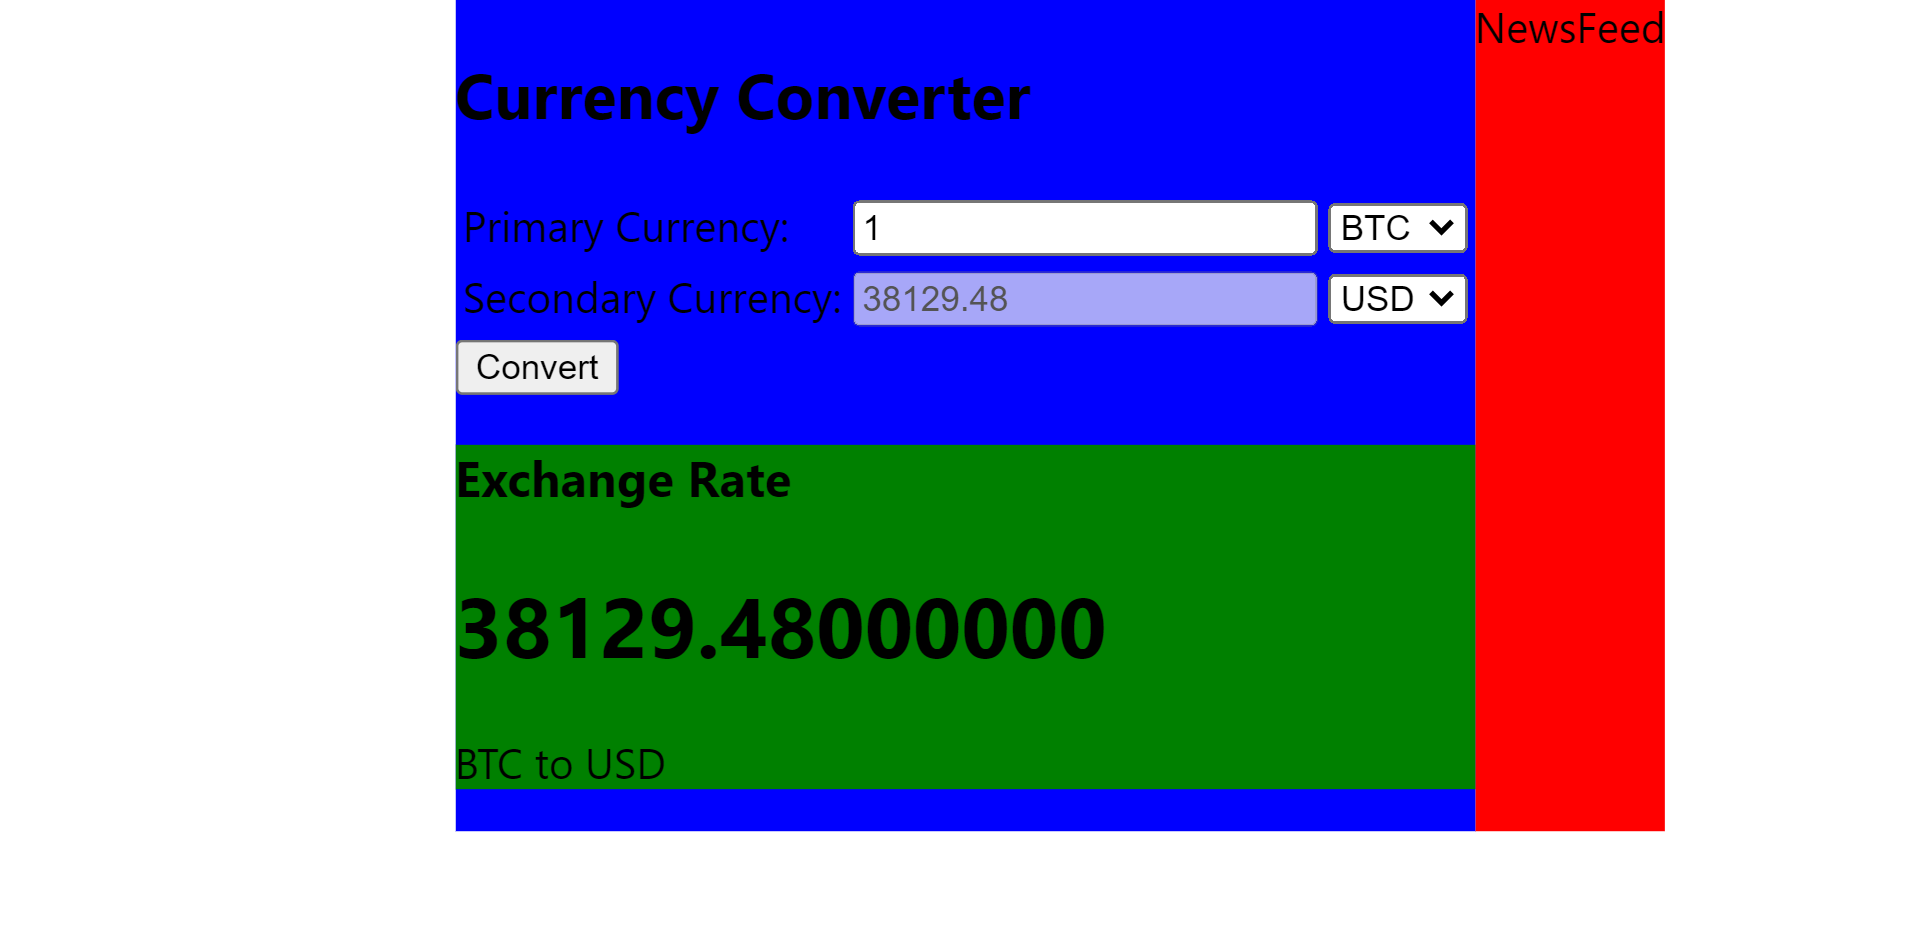 NewsFeed
Currency Converter
Primary Currency: 1 BTC
Secondary Currency: 38129.48 USD
Convert
Exchange Rate
38129.48000000
BTC to USD